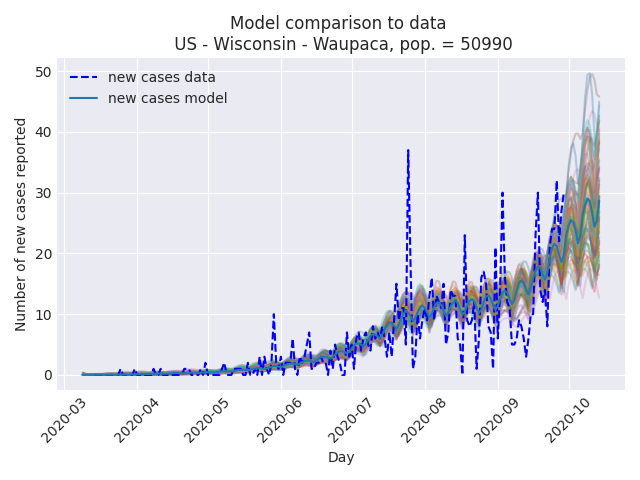 Model comparison to data
US - Wisconsin - Waupaca, pop. = 50990
new cases data
new cases model
Number of new cases reported
50
40
30
20
10
0
2020-03
2020-04
2020-05
2020-06
2020-07
2020-08
2020-09
2020-10
Day